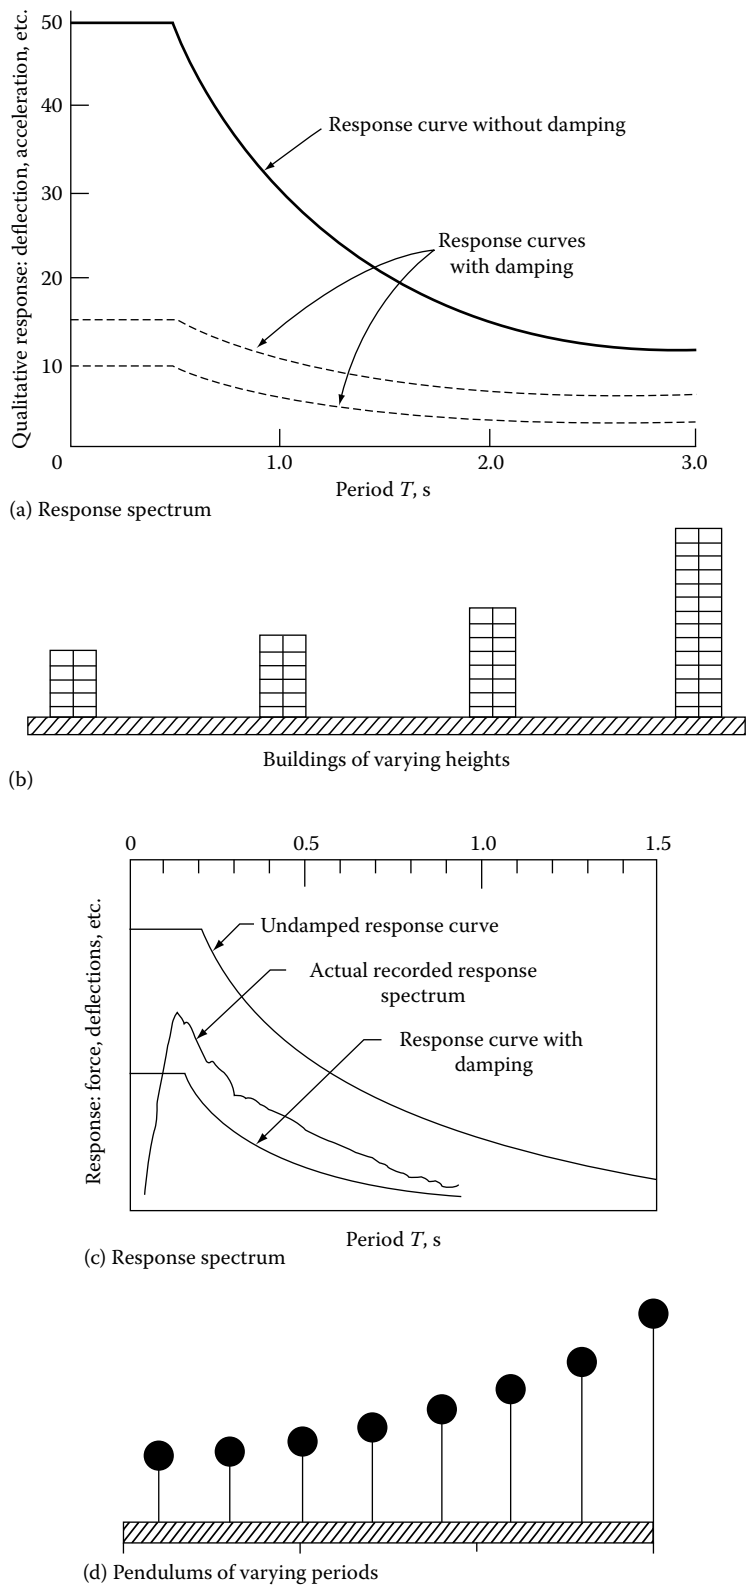 Qualitative response: deflection, acceleration, etc.
50
40
30
20
10
Response curve without damping
Response curves
with damping
0
1.0
2.0
3.0
Period T, s
(a) Response spectrum
Buildings of varying heights
(b)
0
0.5
1.0
1.5
Response: force, deflections, etc.
Undamped response curve
Actual recorded response
spectrum
Response curve with
damping
Period T, s
(c) Response spectrum
(d) Pendulums of varying periods